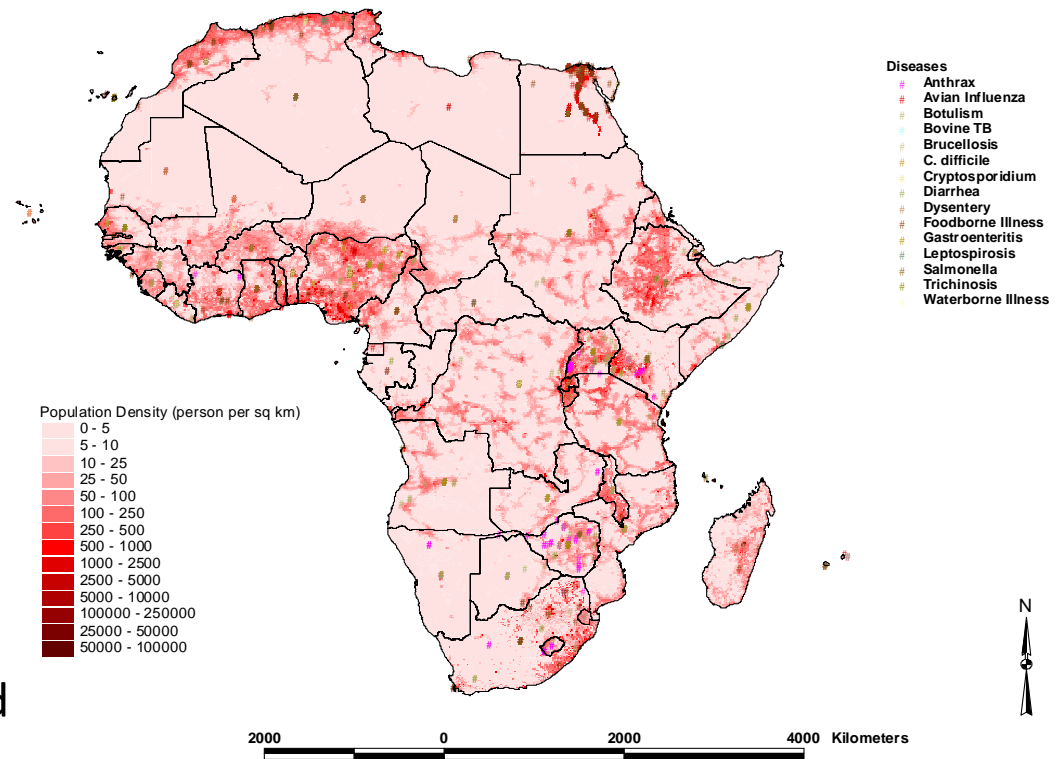 Diseases
# Anthrax
# Avian Influenza
# Botulism
# Bovine TB
# Brucellosis
# C. difficile
# Cryptosporidium
# Diarrhea
# Dysentery
# Foodborne Illness
# Gastroenteritis
# Leptospirosis
# Salmonella
# Trichinosis
# Waterborne Illness
Population Density (person per sq km)
0 - 5
5 - 10
10 - 25
25 - 50
50 - 100
100 - 250
250 - 500
500 - 1000
1000 - 2500
2500 - 5000
5000 - 10000
100000 - 250000
25000 - 50000
50000 - 100000
N
d
2000 0 2000 4000 Kilometers